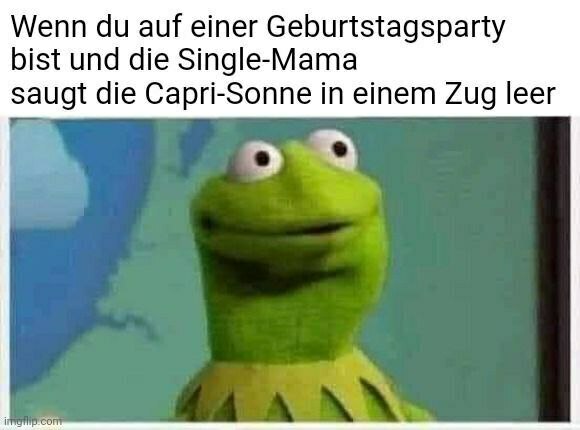 Wenn du auf einer Geburtstagsparty
bist und die Single-Mama
saugt die Capri-Sonne in einem Zug leer
imgflip.com